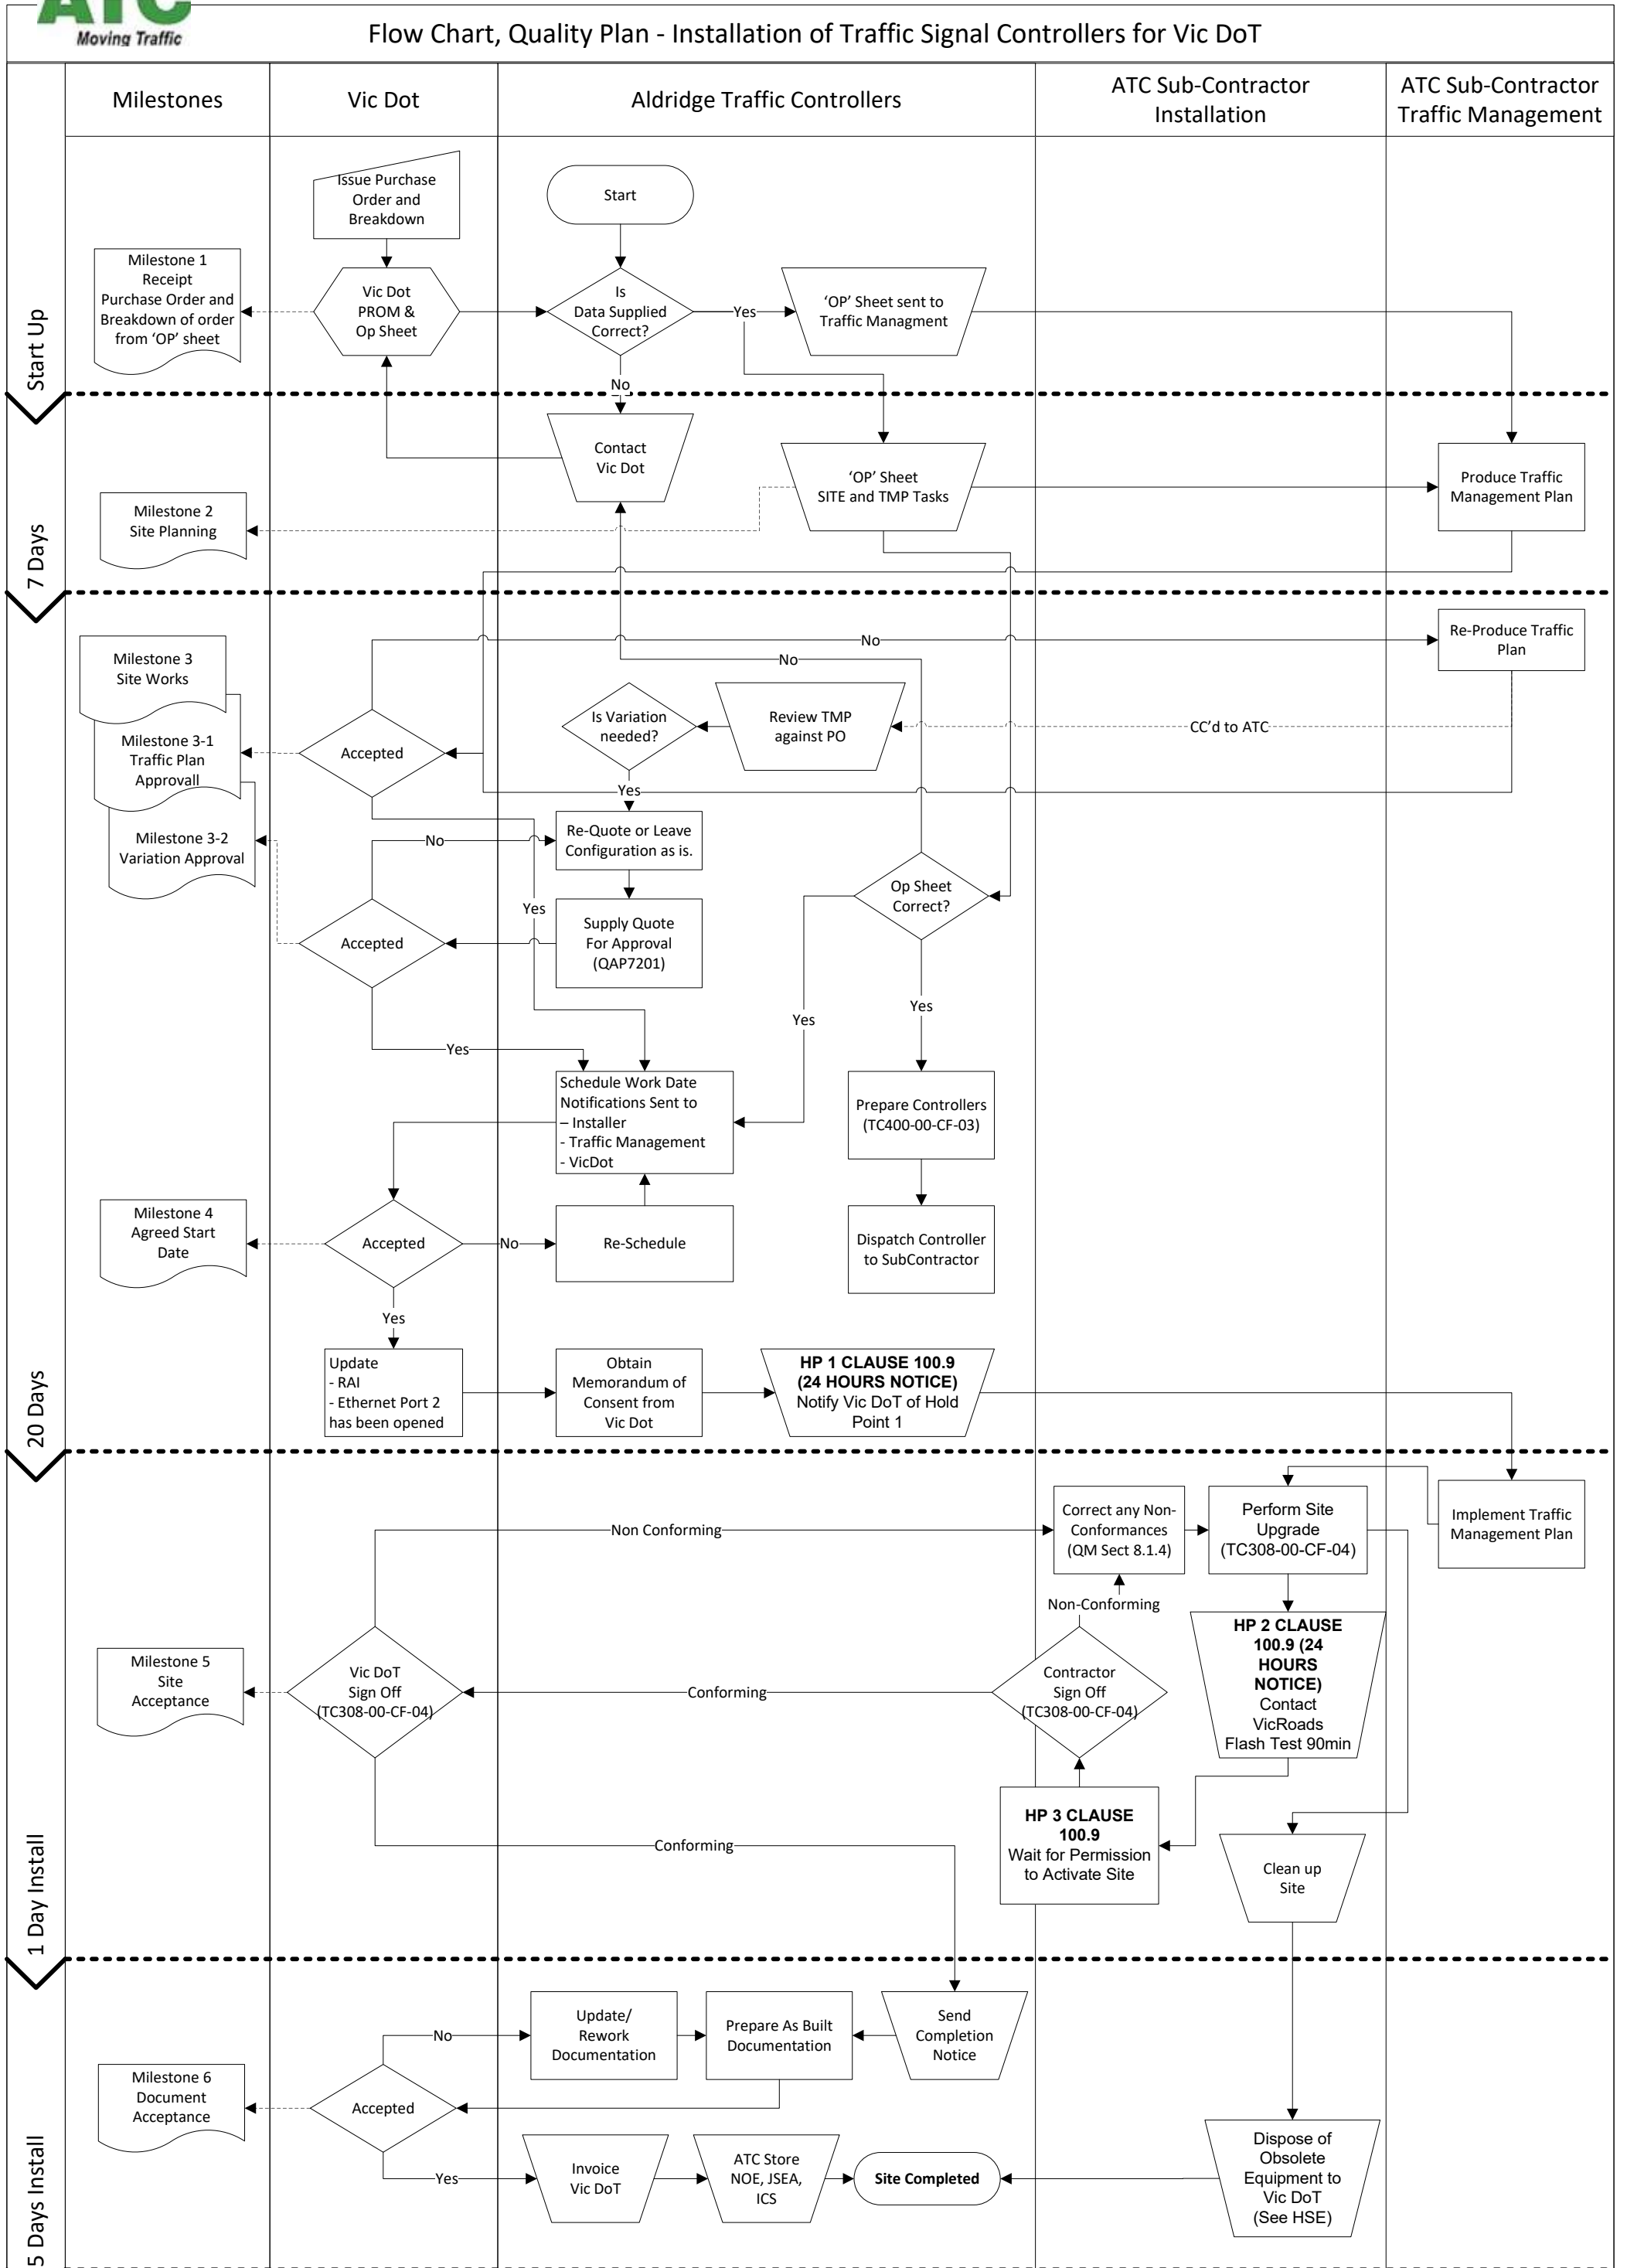 ATC
Moving Traffic
Flow Chart, Quality Plan - Installation of Traffic Signal Controllers for Vic DoT
Milestones
Vic Dot
Aldridge Traffic Controllers
ATC Sub-Contractor
Installation
ATC Sub-Contractor
Traffic Management
Start Up
Issue Purchase
Order and
Breakdown
Start
Milestone 1
Receipt
Purchase Order and
Breakdown of order
from ‘OP’ sheet
Vic Dot
PROM &
Op Sheet
Is
Data Supplied
Correct?
Yes
‘OP’ Sheet sent to
Traffic Managment
No
7 Days
Contact
Vic Dot
‘OP’ Sheet
SITE and TMP Tasks
Produce Traffic
Management Plan
Milestone 2
Site Planning
20 Days
No
Re-Produce Traffic
Plan
No
Milestone 3
Site Works
Is Variation
needed?
Review TMP
against PO
CC’d to ATC
Milestone 3-1
Traffic Plan
Approvall
Accepted
Yes
Milestone 3-2
Variation Approval
No
Re-Quote or Leave
Configuration as is.
Op Sheet
Correct?
Yes
Accepted
Supply Quote
For Approval
(QAP7201)
Yes
Yes
Yes
Schedule Work Date
Notifications Sent to
– Installer
- Traffic Management
- VicDot
Prepare Controllers
(TC400-00-CF-03)
Milestone 4
Agreed Start
Date
Accepted
No
Re-Schedule
Dispatch Controller
to SubContractor
Yes
Update
- RAI
- Ethernet Port 2
has been opened
Obtain
Memorandum of
Consent from
Vic Dot
HP 1 CLAUSE 100.9
(24 HOURS NOTICE)
Notify Vic DoT of Hold
Point 1
1 Day Install
Non Conforming
Correct any Non-
Conformances
(QM Sect 8.1.4)
Perform Site
Upgrade
(TC308-00-CF-04)
Implement Traffic
Management Plan
Non-Conforming
HP 2 CLAUSE
100.9 (24
HOURS
NOTICE)
Contact
VicRoads
Flash Test 90min
Milestone 5
Site
Acceptance
Vic DoT
Sign Off
(TC308-00-CF-04)
Conforming
Contractor
Sign Off
(TC308-00-CF-04)
Conforming
HP 3 CLAUSE
100.9
Wait for Permission
to Activate Site
Clean up
Site
5 Days Install
No
Update/
Rework
Documentation
Prepare As Built
Documentation
Send
Completion
Notice
Milestone 6
Document
Acceptance
Accepted
Yes
Invoice
Vic DoT
ATC Store
NOE, JSEA,
ICS
Site Completed
Dispose of
Obsolete
Equipment to
Vic DoT
(See HSE)